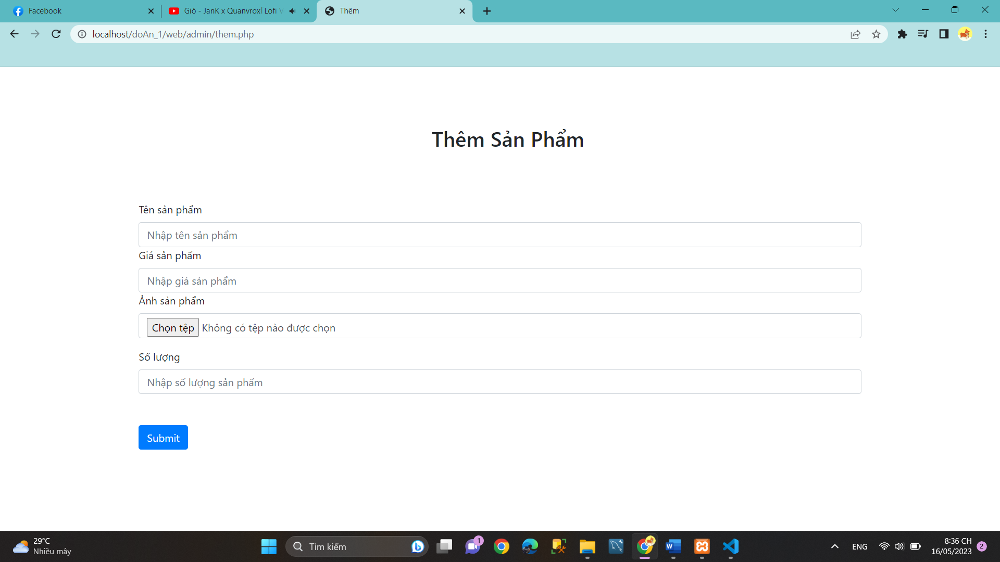 Facebook
Gió - JanK x Quanvrox「Lofi V
Thêm
localhost/doAn_1/web/admin/them.php
Thêm Sản Phẩm
Tên sản phẩm
Nhập tên sản phẩm
Giá sản phẩm
Nhập giá sản phẩm
Ảnh sản phẩm
Chọn tệp Không có tệp nào được chọn
Số lượng
Nhập số lượng sản phẩm
Submit
29°C
Nhiều mây
Tìm kiếm
1
ENG
8:36 CH
16/05/2023
2